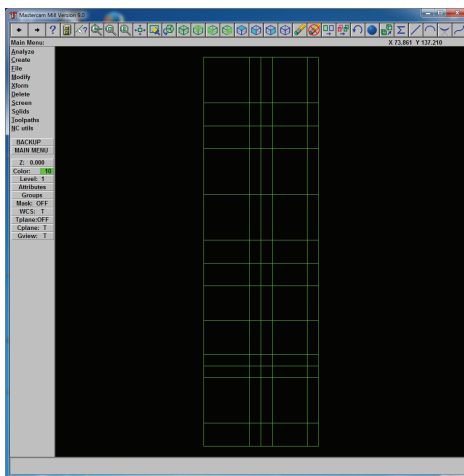 Mastercam Mill Version 9.0
Main Menu:
X 73.861 Y 137.210
Analyze
Create
File
Modify
Xform
Delete
Screen
Solids
Toolpaths
NC utils
BACKUP
MAIN MENU
Z: 0.000
Color: 10
Level: 1
Attributes
Groups
Mask: OFF
WCS: T
Tplane:OFF
Cplane: T
Gview: T